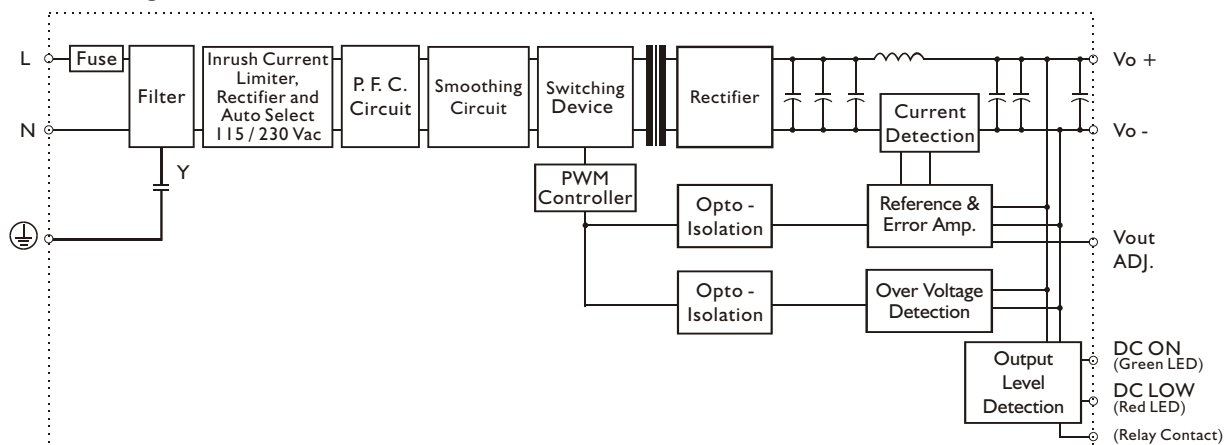 L
Fuse
Filter
Inrush Current
Limiter,
Rectifier and
Auto Select
115 / 230 Vac
P. F. C.
Circuit
Smoothing
Circuit
Switching
Device
Rectifier
Vo +
N
Current
Detection
Vo -
Y
PWM
Controller
Opto -
Isolation
Reference &
Error Amp.
Vout
ADJ.
Opto -
Isolation
Over Voltage
Detection
Output
Level
Detection
DC ON
(Green LED)
DC LOW
(Red LED)
(Relay Contact)